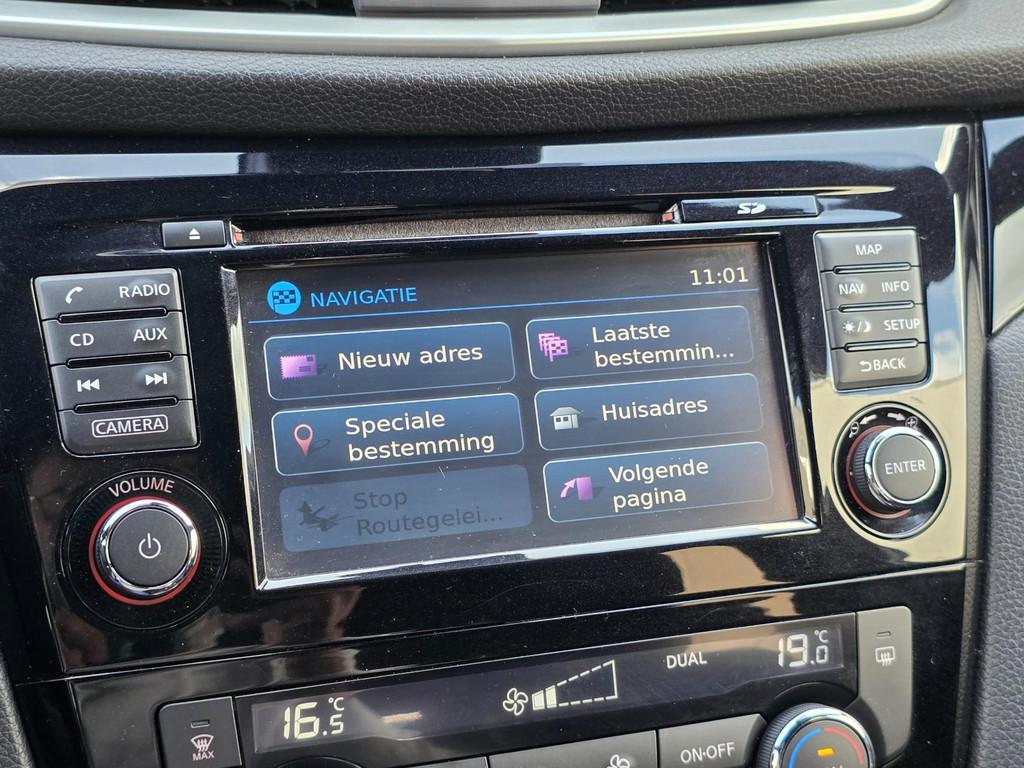 SD
MAP
RADIO
NAV INFO
CD AUX
SETUP
BACK
CAMERA
NAVIGATIE
11:01
Nieuw adres
Laatste
bestemmin...
Speciale
bestemming
Huisadres
Stop
Routegelei...
Volgende
pagina
VOLUME
ENTER
16.5 °C
DUAL
19.0 °C
MAX
ON·OFF